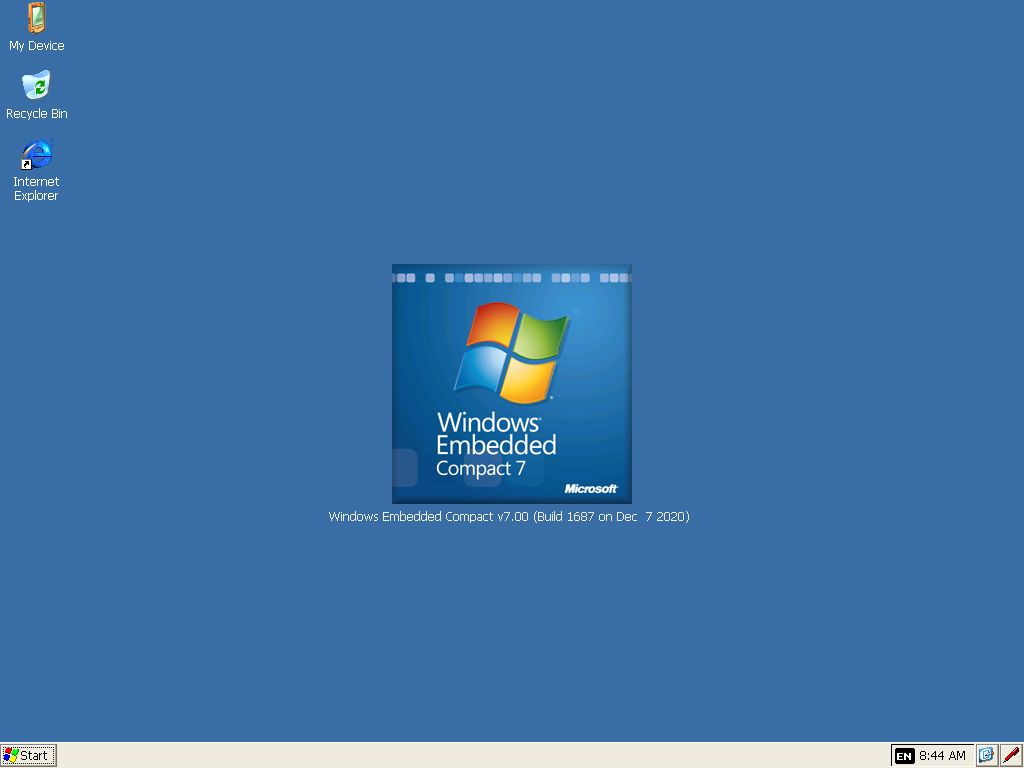 My Device
Recycle Bin
Internet
Explorer
Windows
Embedded
Compact 7
Microsoft
Windows Embedded Compact v7.00 (Build 1687 on Dec  7 2020)
Start
EN 8:44 AM